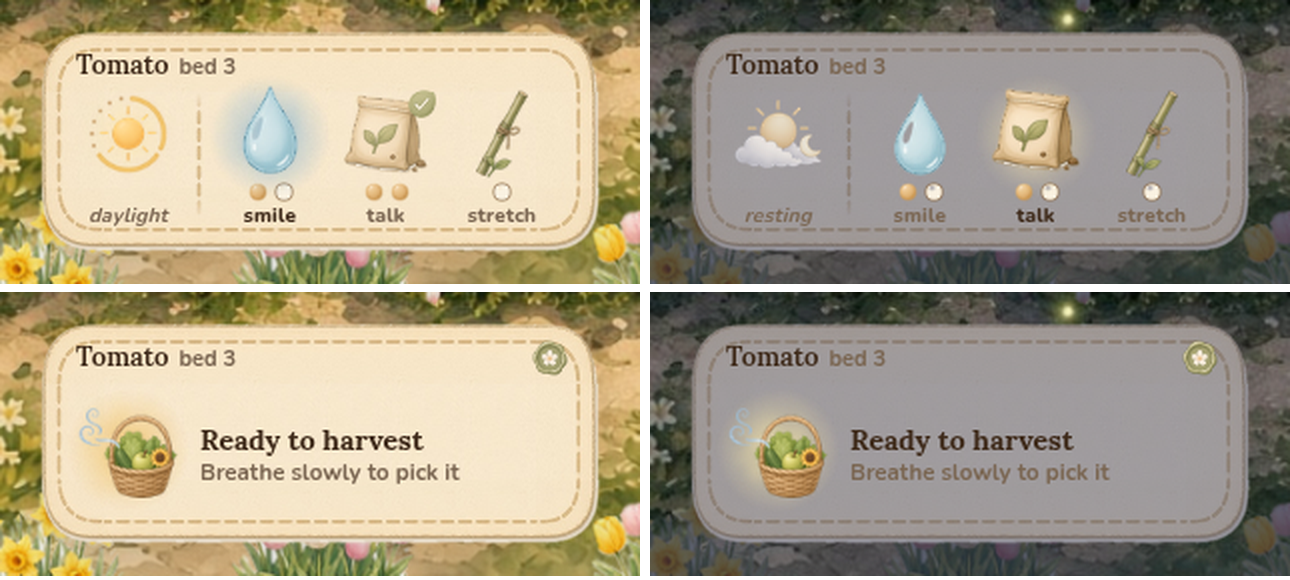 Tomato bed 3
daylight smile talk stretch
Tomato bed 3
resting smile talk stretch
Tomato bed 3
Ready to harvest
Breathe slowly to pick it
Tomato bed 3
Ready to harvest
Breathe slowly to pick it